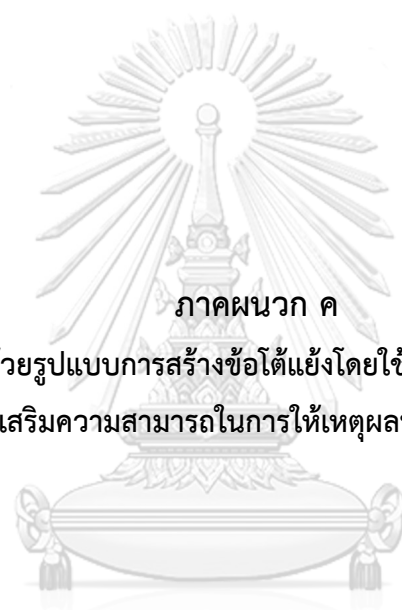 ภาคผนวก ค
วยรูปแบบการสร้างข้อโต้แย้งโดยใช้
เสริมความสามารถในการให้เหตุผล